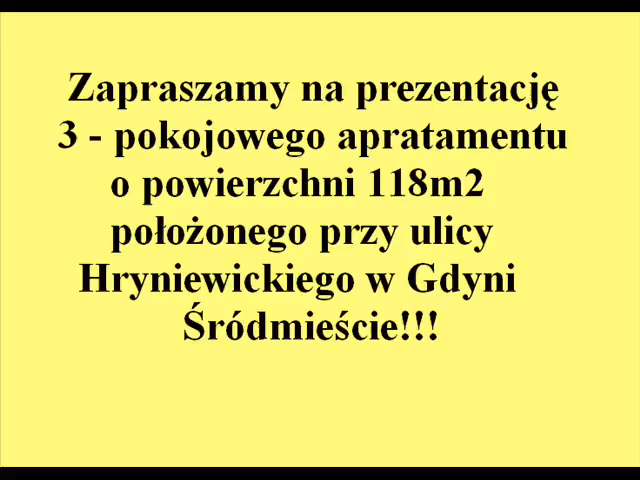 Zapraszamy na prezentację
3 - pokojowego apratamentu
o powierzchni 118m2
położonego przy ulicy
Hryniewickiego w Gdyni
Śródmieście!!!